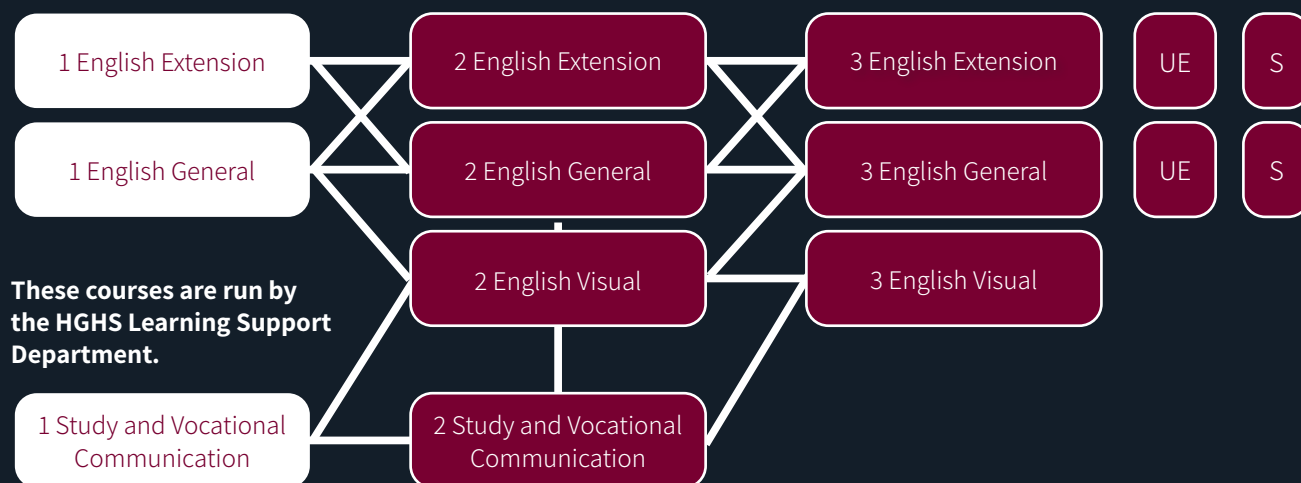 1 English Extension
2 English Extension
3 English Extension
UE
S
1 English General
2 English General
3 English General
UE
S
2 English Visual
3 English Visual
These courses are run by
the HGHS Learning Support
Department.
1 Study and Vocational
Communication
2 Study and Vocational
Communication